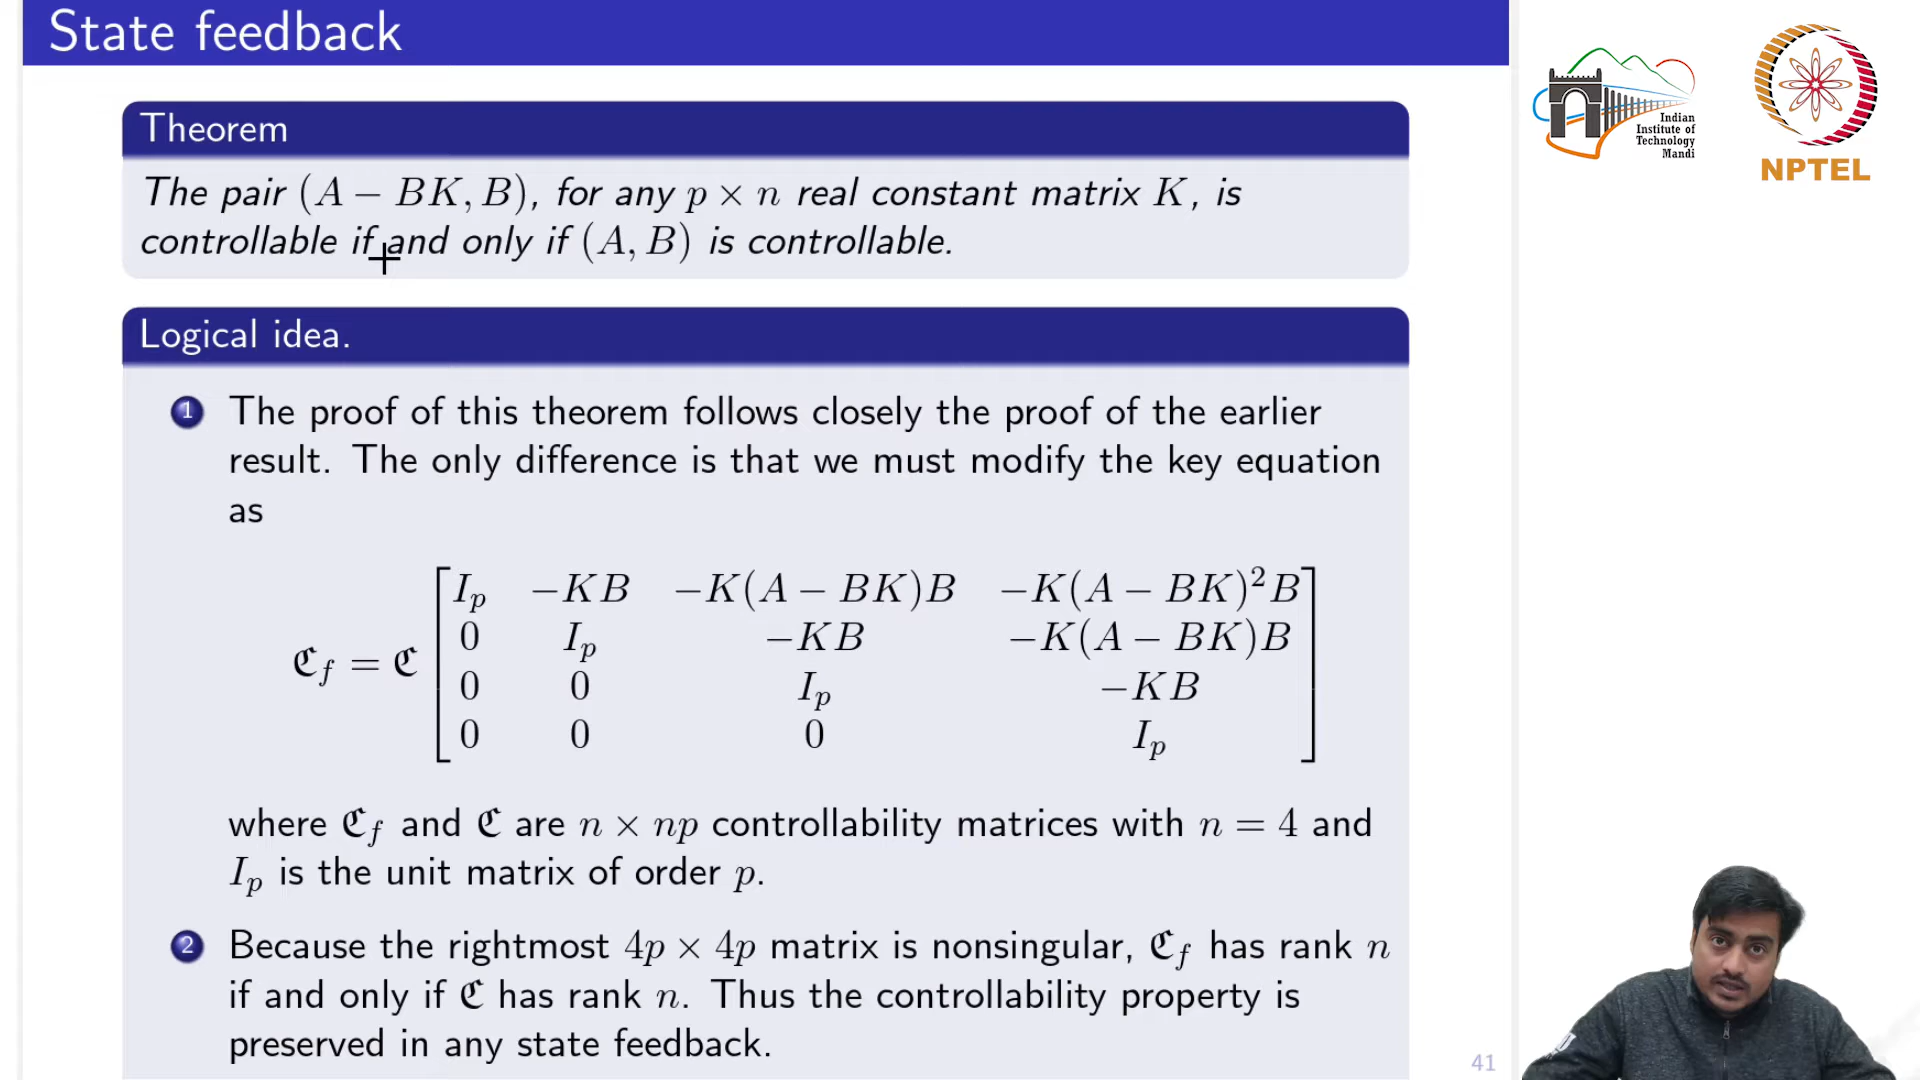 State feedback
Indian
Institute of
Technology
Mandi
NPTEL
Theorem
The pair (A − BK, B), for any p × n real constant matrix K, is
controllable if and only if (A, B) is controllable.
Logical idea.
1 The proof of this theorem follows closely the proof of the earlier
result. The only difference is that we must modify the key equation
as
ℭ_f = ℭ [ I_p −KB −K(A − BK)B −K(A − BK)²B
0 I_p −KB −K(A − BK)B
0 0 I_p −KB
0 0 0 I_p ]
where ℭ_f and ℭ are n × np controllability matrices with n = 4 and
I_p is the unit matrix of order p.
2 Because the rightmost 4p × 4p matrix is nonsingular, ℭ_f has rank n
if and only if ℭ has rank n. Thus the controllability property is
preserved in any state feedback.
41